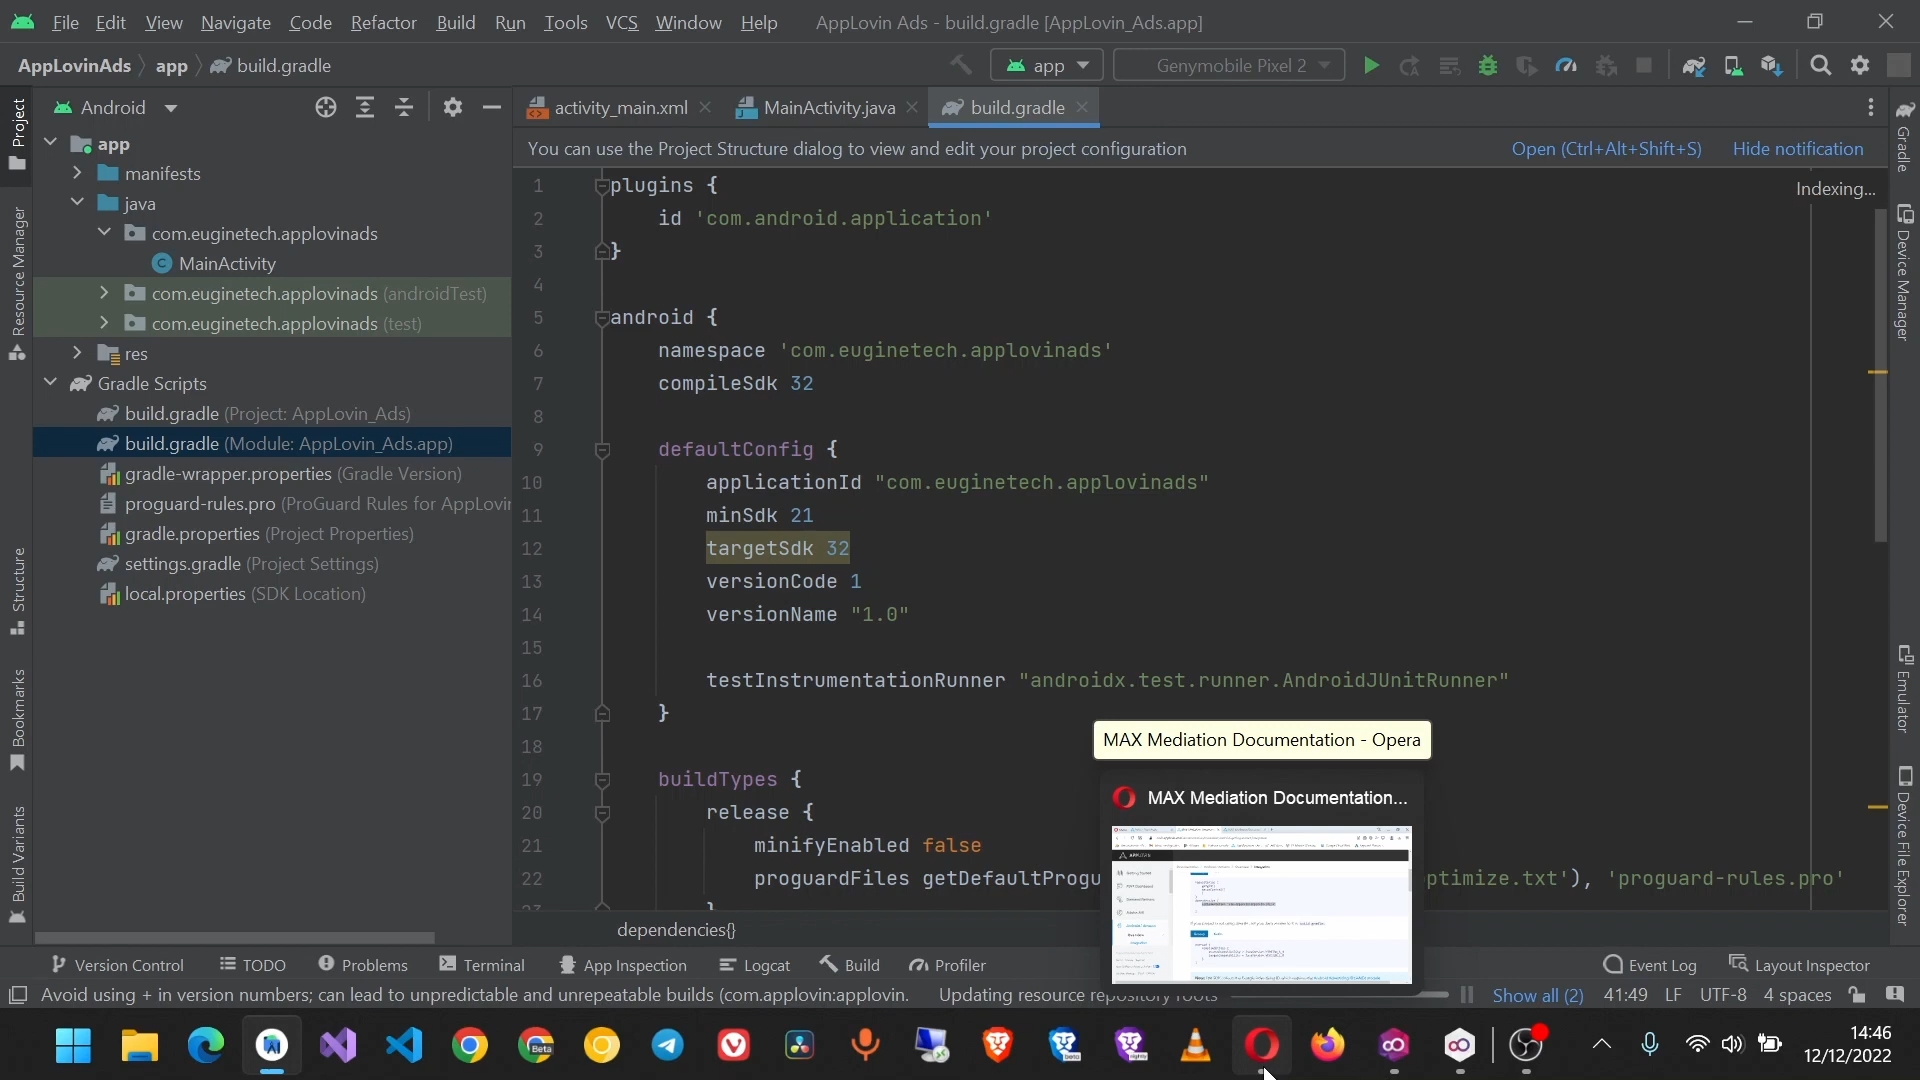 File Edit View Navigate Code Refactor Build Run Tools VCS Window Help AppLovin Ads - build.gradle [AppLovin_Ads.app]
AppLovinAds app build.gradle
app Genymobile Pixel 2
Android
activity_main.xml MainActivity.java build.gradle
You can use the Project Structure dialog to view and edit your project configuration Open (Ctrl+Alt+Shift+S) Hide notification
Indexing...
Project
Resource Manager
Structure
Bookmarks
Build Variants
app
manifests
java
com.euginetech.applovinads
MainActivity
com.euginetech.applovinads (androidTest)
com.euginetech.applovinads (test)
res
Gradle Scripts
build.gradle (Project: AppLovin_Ads)
build.gradle (Module: AppLovin_Ads.app)
gradle-wrapper.properties (Gradle Version)
proguard-rules.pro (ProGuard Rules for AppLovin
gradle.properties (Project Properties)
settings.gradle (Project Settings)
local.properties (SDK Location)
1 plugins {
2 id 'com.android.application'
3 }
4
5 android {
6 namespace 'com.euginetech.applovinads'
7 compileSdk 32
8
9 defaultConfig {
10 applicationId "com.euginetech.applovinads"
11 minSdk 21
12 targetSdk 32
13 versionCode 1
14 versionName "1.0"
15
16 testInstrumentationRunner "androidx.test.runner.AndroidJUnitRunner"
17 }
18
19 buildTypes {
20 release {
21 minifyEnabled false
22 proguardFiles getDefaultProgu ptimize.txt'), 'proguard-rules.pro'
dependencies{}
MAX Mediation Documentation - Opera
MAX Mediation Documentation...
Gradle
Device Manager
Emulator
Device File Explorer
Version Control TODO Problems Terminal App Inspection Logcat Build Profiler Event Log Layout Inspector
Avoid using + in version numbers; can lead to unpredictable and unrepeatable builds (com.applovin:applovin. Updating resource repository roots Show all (2) 41:49 LF UTF-8 4 spaces
Beta
beta
nightly
14:46
12/12/2022